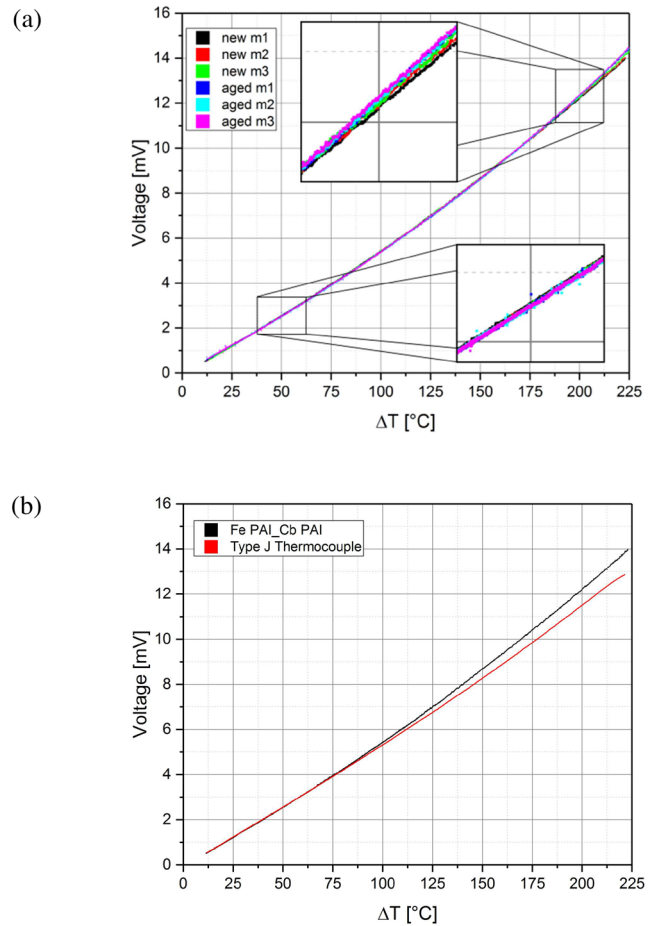 (a)
16
14
12
10
8
6
4
2
0
Voltage [mV]
new m1
new m2
new m3
aged m1
aged m2
aged m3
0 25 50 75 100 125 150 175 200 225
ΔT [°C]
(b)
16
14
12
10
8
6
4
2
0
Voltage [mV]
Fe PAI_Cb PAI
Type J Thermocouple
0 25 50 75 100 125 150 175 200 225
ΔT [°C]